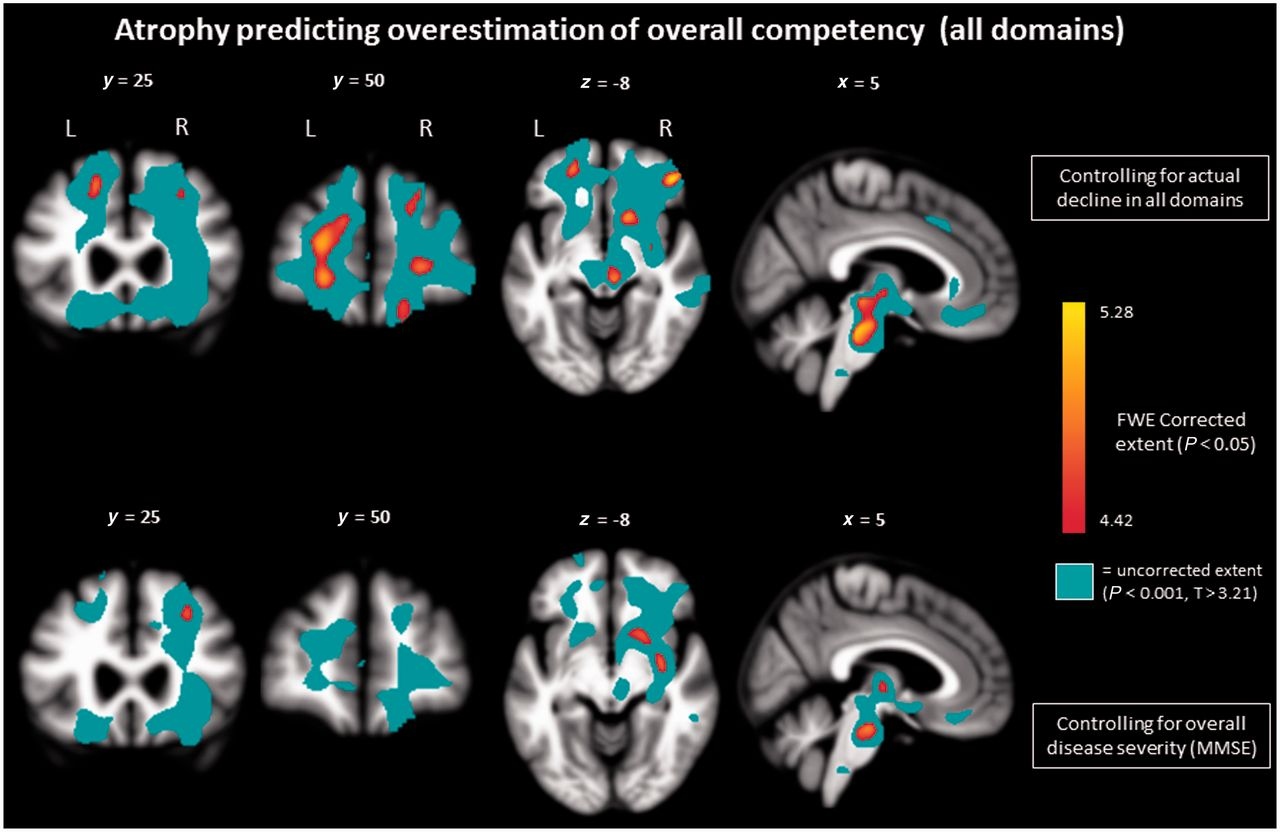 Atrophy predicting overestimation of overall competency (all domains)
y = 25
y = 50
z = -8
x = 5
L
R
L
R
L
R
Controlling for actual
decline in all domains
5.28
FWE Corrected
extent (P < 0.05)
4.42
= uncorrected extent
(P < 0.001, T > 3.21)
y = 25
y = 50
z = -8
x = 5
Controlling for overall
disease severity (MMSE)